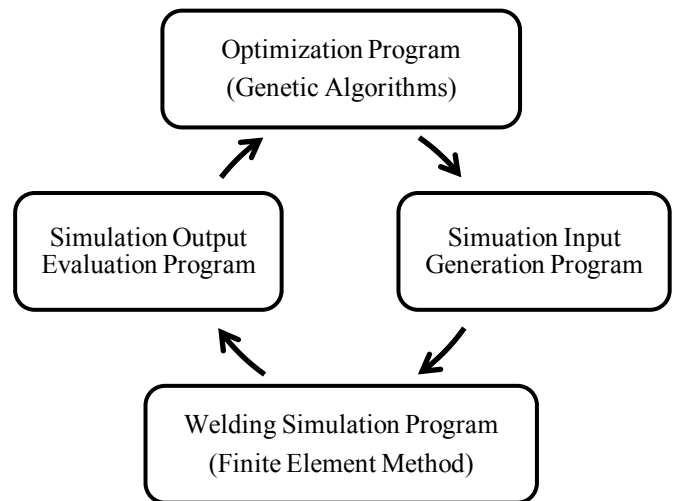 Optimization Program
(Genetic Algorithms)
Simulation Output
Evaluation Program
Simuation Input
Generation Program
Welding Simulation Program
(Finite Element Method)